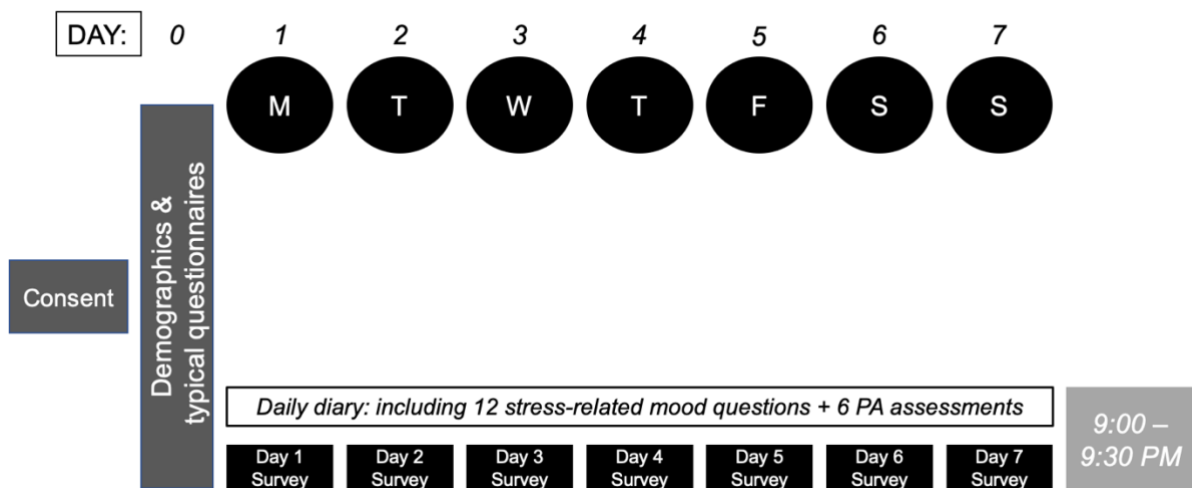 DAY: 0 1 2 3 4 5 6 7
M T W T F S S
Consent
Demographics &
typical questionnaires
Daily diary: including 12 stress-related mood questions + 6 PA assessments
Day 1
Survey
Day 2
Survey
Day 3
Survey
Day 4
Survey
Day 5
Survey
Day 6
Survey
Day 7
Survey
9:00 –
9:30 PM